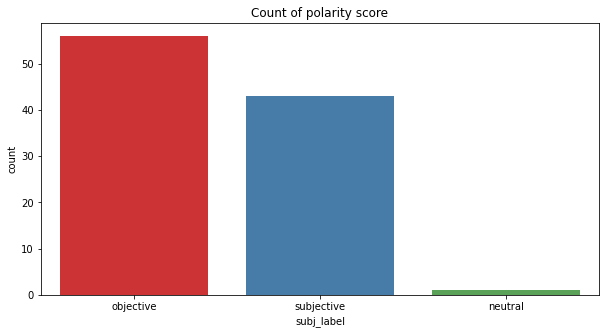 Count of polarity score
50
40
30
20
10
0
count
objective
subjective
neutral
subj_label